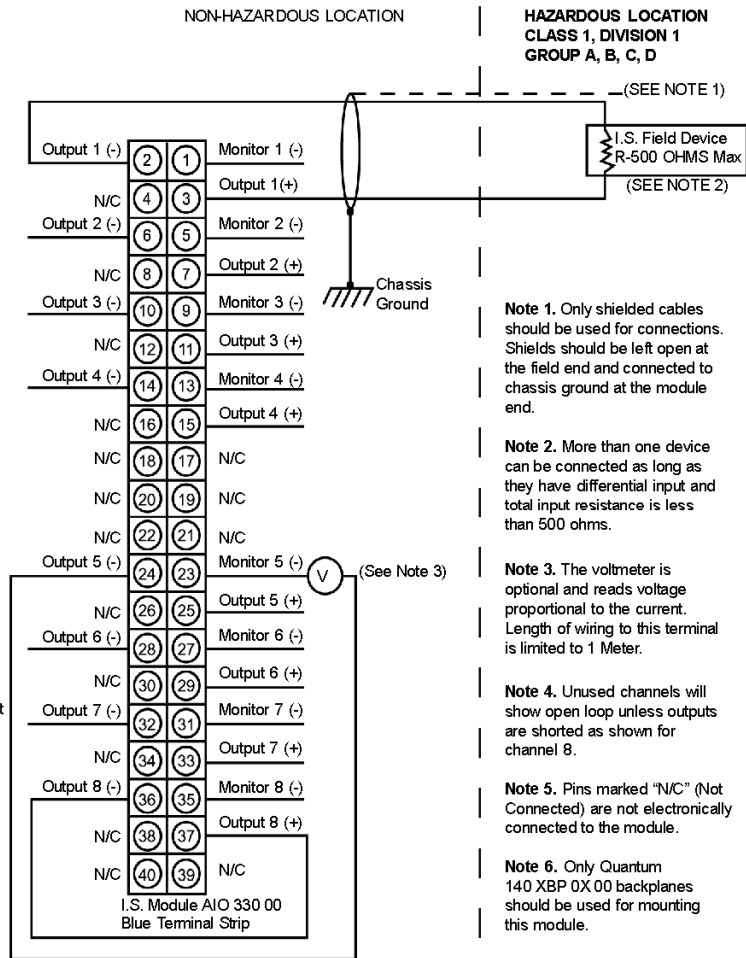 NON-HAZARDOUS LOCATION
HAZARDOUS LOCATION
CLASS 1, DIVISION 1
GROUP A, B, C, D
(SEE NOTE 1)
I.S. Field Device
R-500 OHMS Max
(SEE NOTE 2)
Output 1 (-) 2 1 Monitor 1 (-)
N/C 4 3 Output 1(+)
Output 2 (-) 6 5 Monitor 2 (-)
N/C 8 7 Output 2 (+)
Output 3 (-) 10 9 Monitor 3 (-)
N/C 12 11 Output 3 (+)
Output 4 (-) 14 13 Monitor 4 (-)
N/C 16 15 Output 4 (+)
N/C 18 17 N/C
N/C 20 19 N/C
N/C 22 21 N/C
Output 5 (-) 24 23 Monitor 5 (-) V (See Note 3)
N/C 26 25 Output 5 (+)
Output 6 (-) 28 27 Monitor 6 (-)
N/C 30 29 Output 6 (+)
t
Output 7 (-) 32 31 Monitor 7 (-)
N/C 34 33 Output 7 (+)
Output 8 (-) 36 35 Monitor 8 (-)
N/C 38 37 Output 8 (+)
N/C 40 39 N/C
I.S. Module AIO 330 00
Blue Terminal Strip
Chassis
Ground
Note 1. Only shielded cables
should be used for connections.
Shields should be left open at
the field end and connected to
chassis ground at the module
end.
Note 2. More than one device
can be connected as long as
they have differential input and
total input resistance is less
than 500 ohms.
Note 3. The voltmeter is
optional and reads voltage
proportional to the current.
Length of wiring to this terminal
is limited to 1 Meter.
Note 4. Unused channels will
show open loop unless outputs
are shorted as shown for
channel 8.
Note 5. Pins marked “N/C” (Not
Connected) are not electronically
connected to the module.
Note 6. Only Quantum
140 XBP 0X 00 backplanes
should be used for mounting
this module.